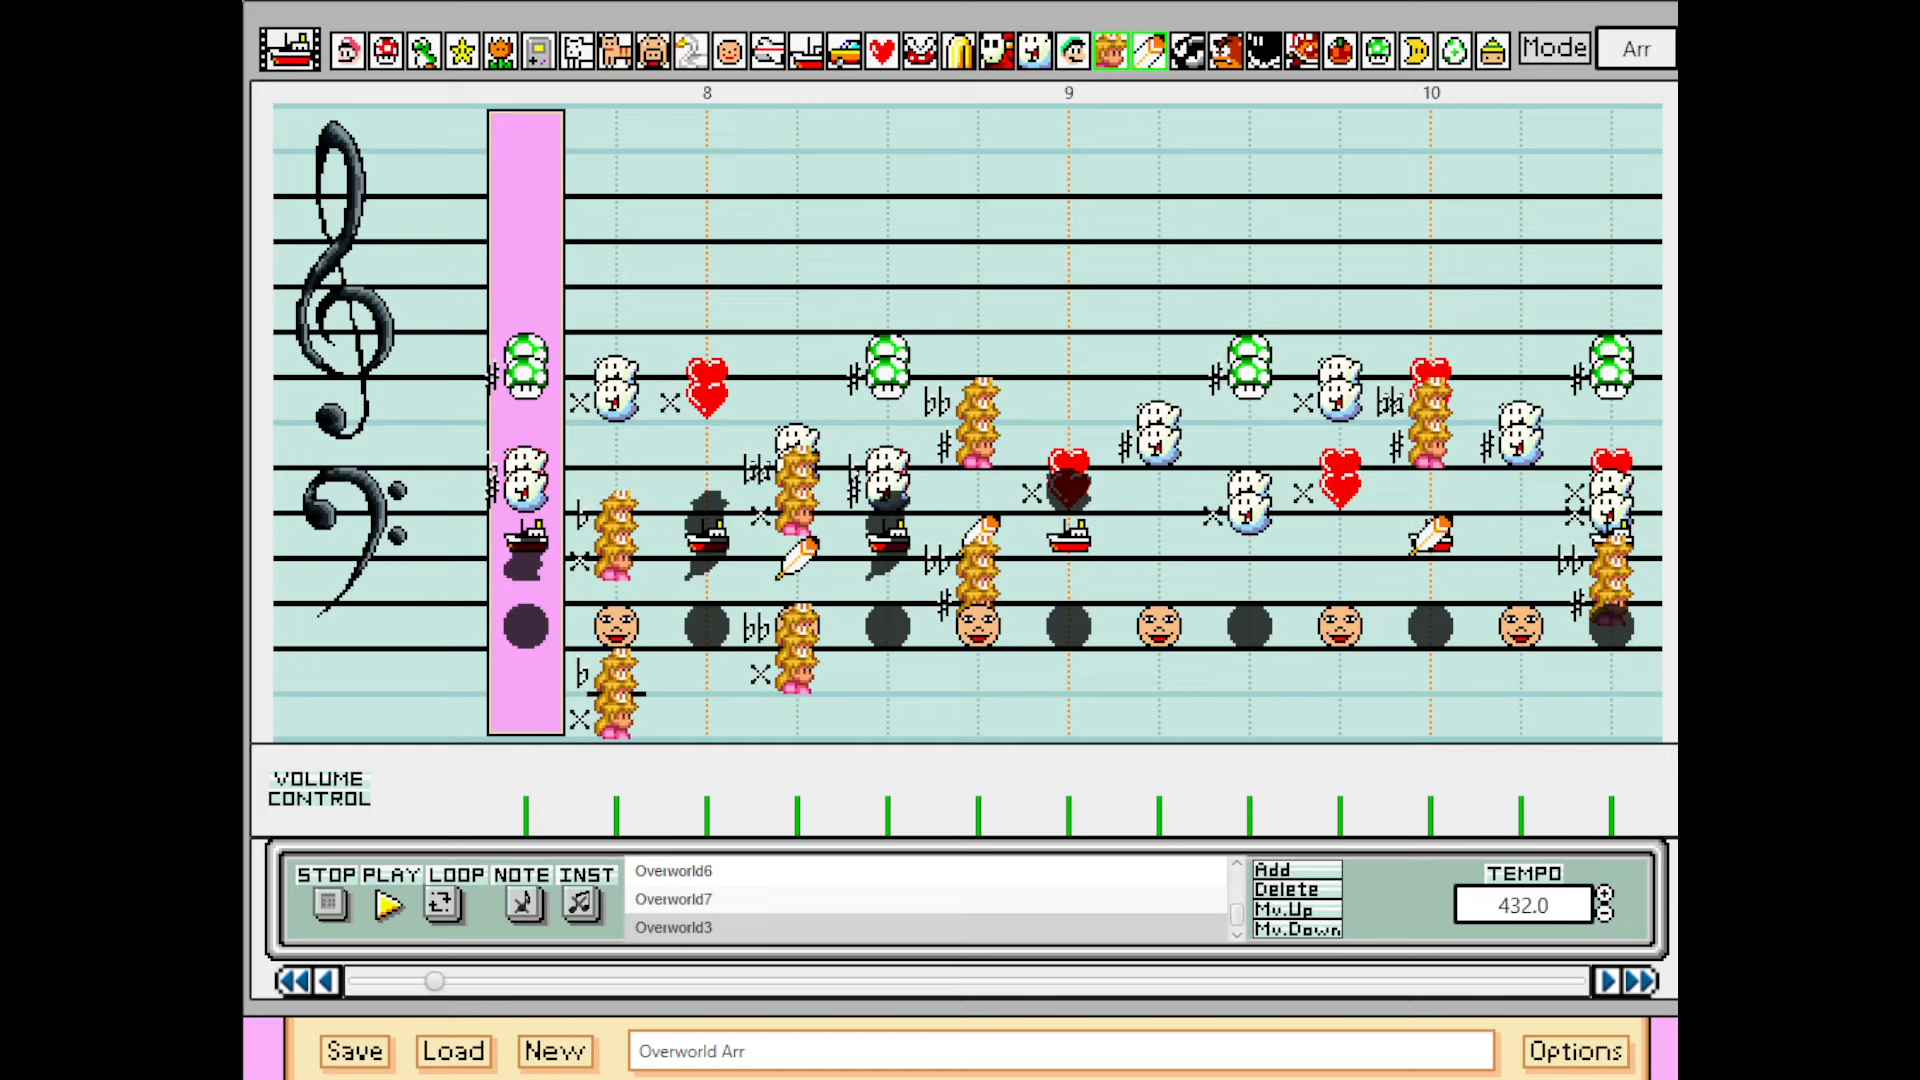 Mode Arr
8 9 10
VOLUME
CONTROL
STOP PLAY LOOP NOTE INST
Overworld6
Overworld7
Overworld3
Add
Delete
Mv.Up
Mv.Down
TEMPO
432.0
Save Load New Overworld Arr Options